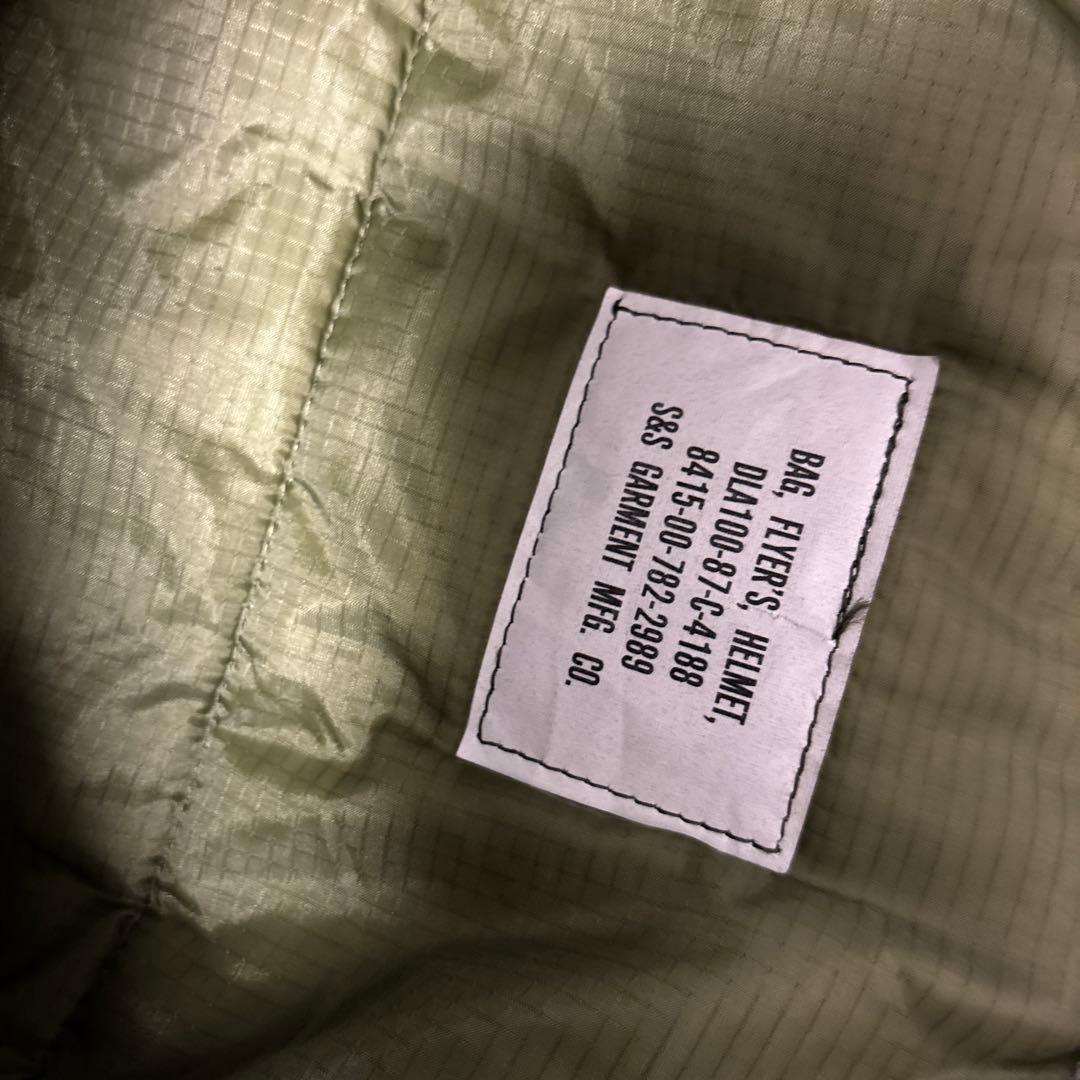 BAG, FLYER'S, HELMET,
DLA100-87-C-4188
8415-00-782-2989
S&S GARMENT MFG. CO.